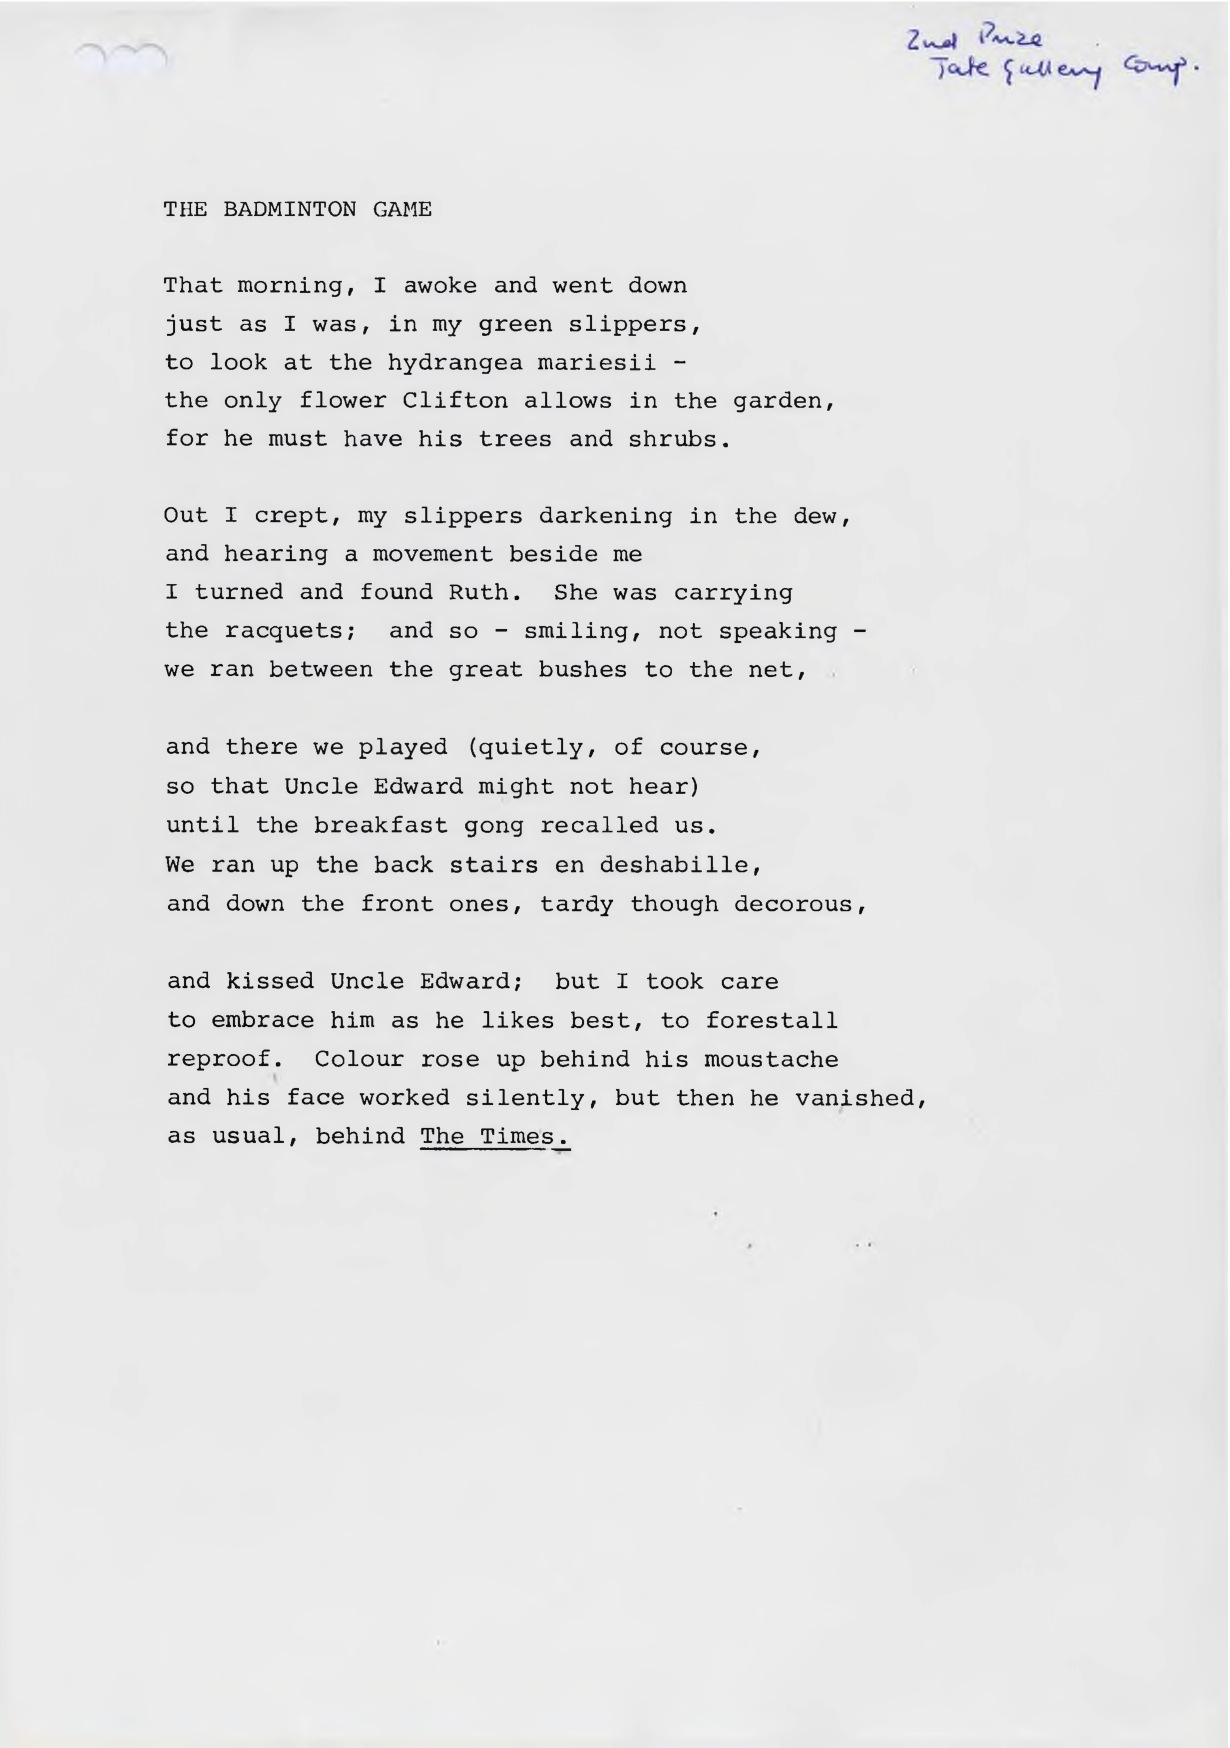 2nd Prize
Tate Gallery Comp.
THE BADMINTON GAME
That morning, I awoke and went down
just as I was, in my green slippers,
to look at the hydrangea mariesii -
the only flower Clifton allows in the garden,
for he must have his trees and shrubs.
Out I crept, my slippers darkening in the dew,
and hearing a movement beside me
I turned and found Ruth.  She was carrying
the racquets;  and so - smiling, not speaking -
we ran between the great bushes to the net,
and there we played (quietly, of course,
so that Uncle Edward might not hear)
until the breakfast gong recalled us.
We ran up the back stairs en deshabille,
and down the front ones, tardy though decorous,
and kissed Uncle Edward;  but I took care
to embrace him as he likes best, to forestall
reproof.  Colour rose up behind his moustache
and his face worked silently, but then he vanished,
as usual, behind The Times.